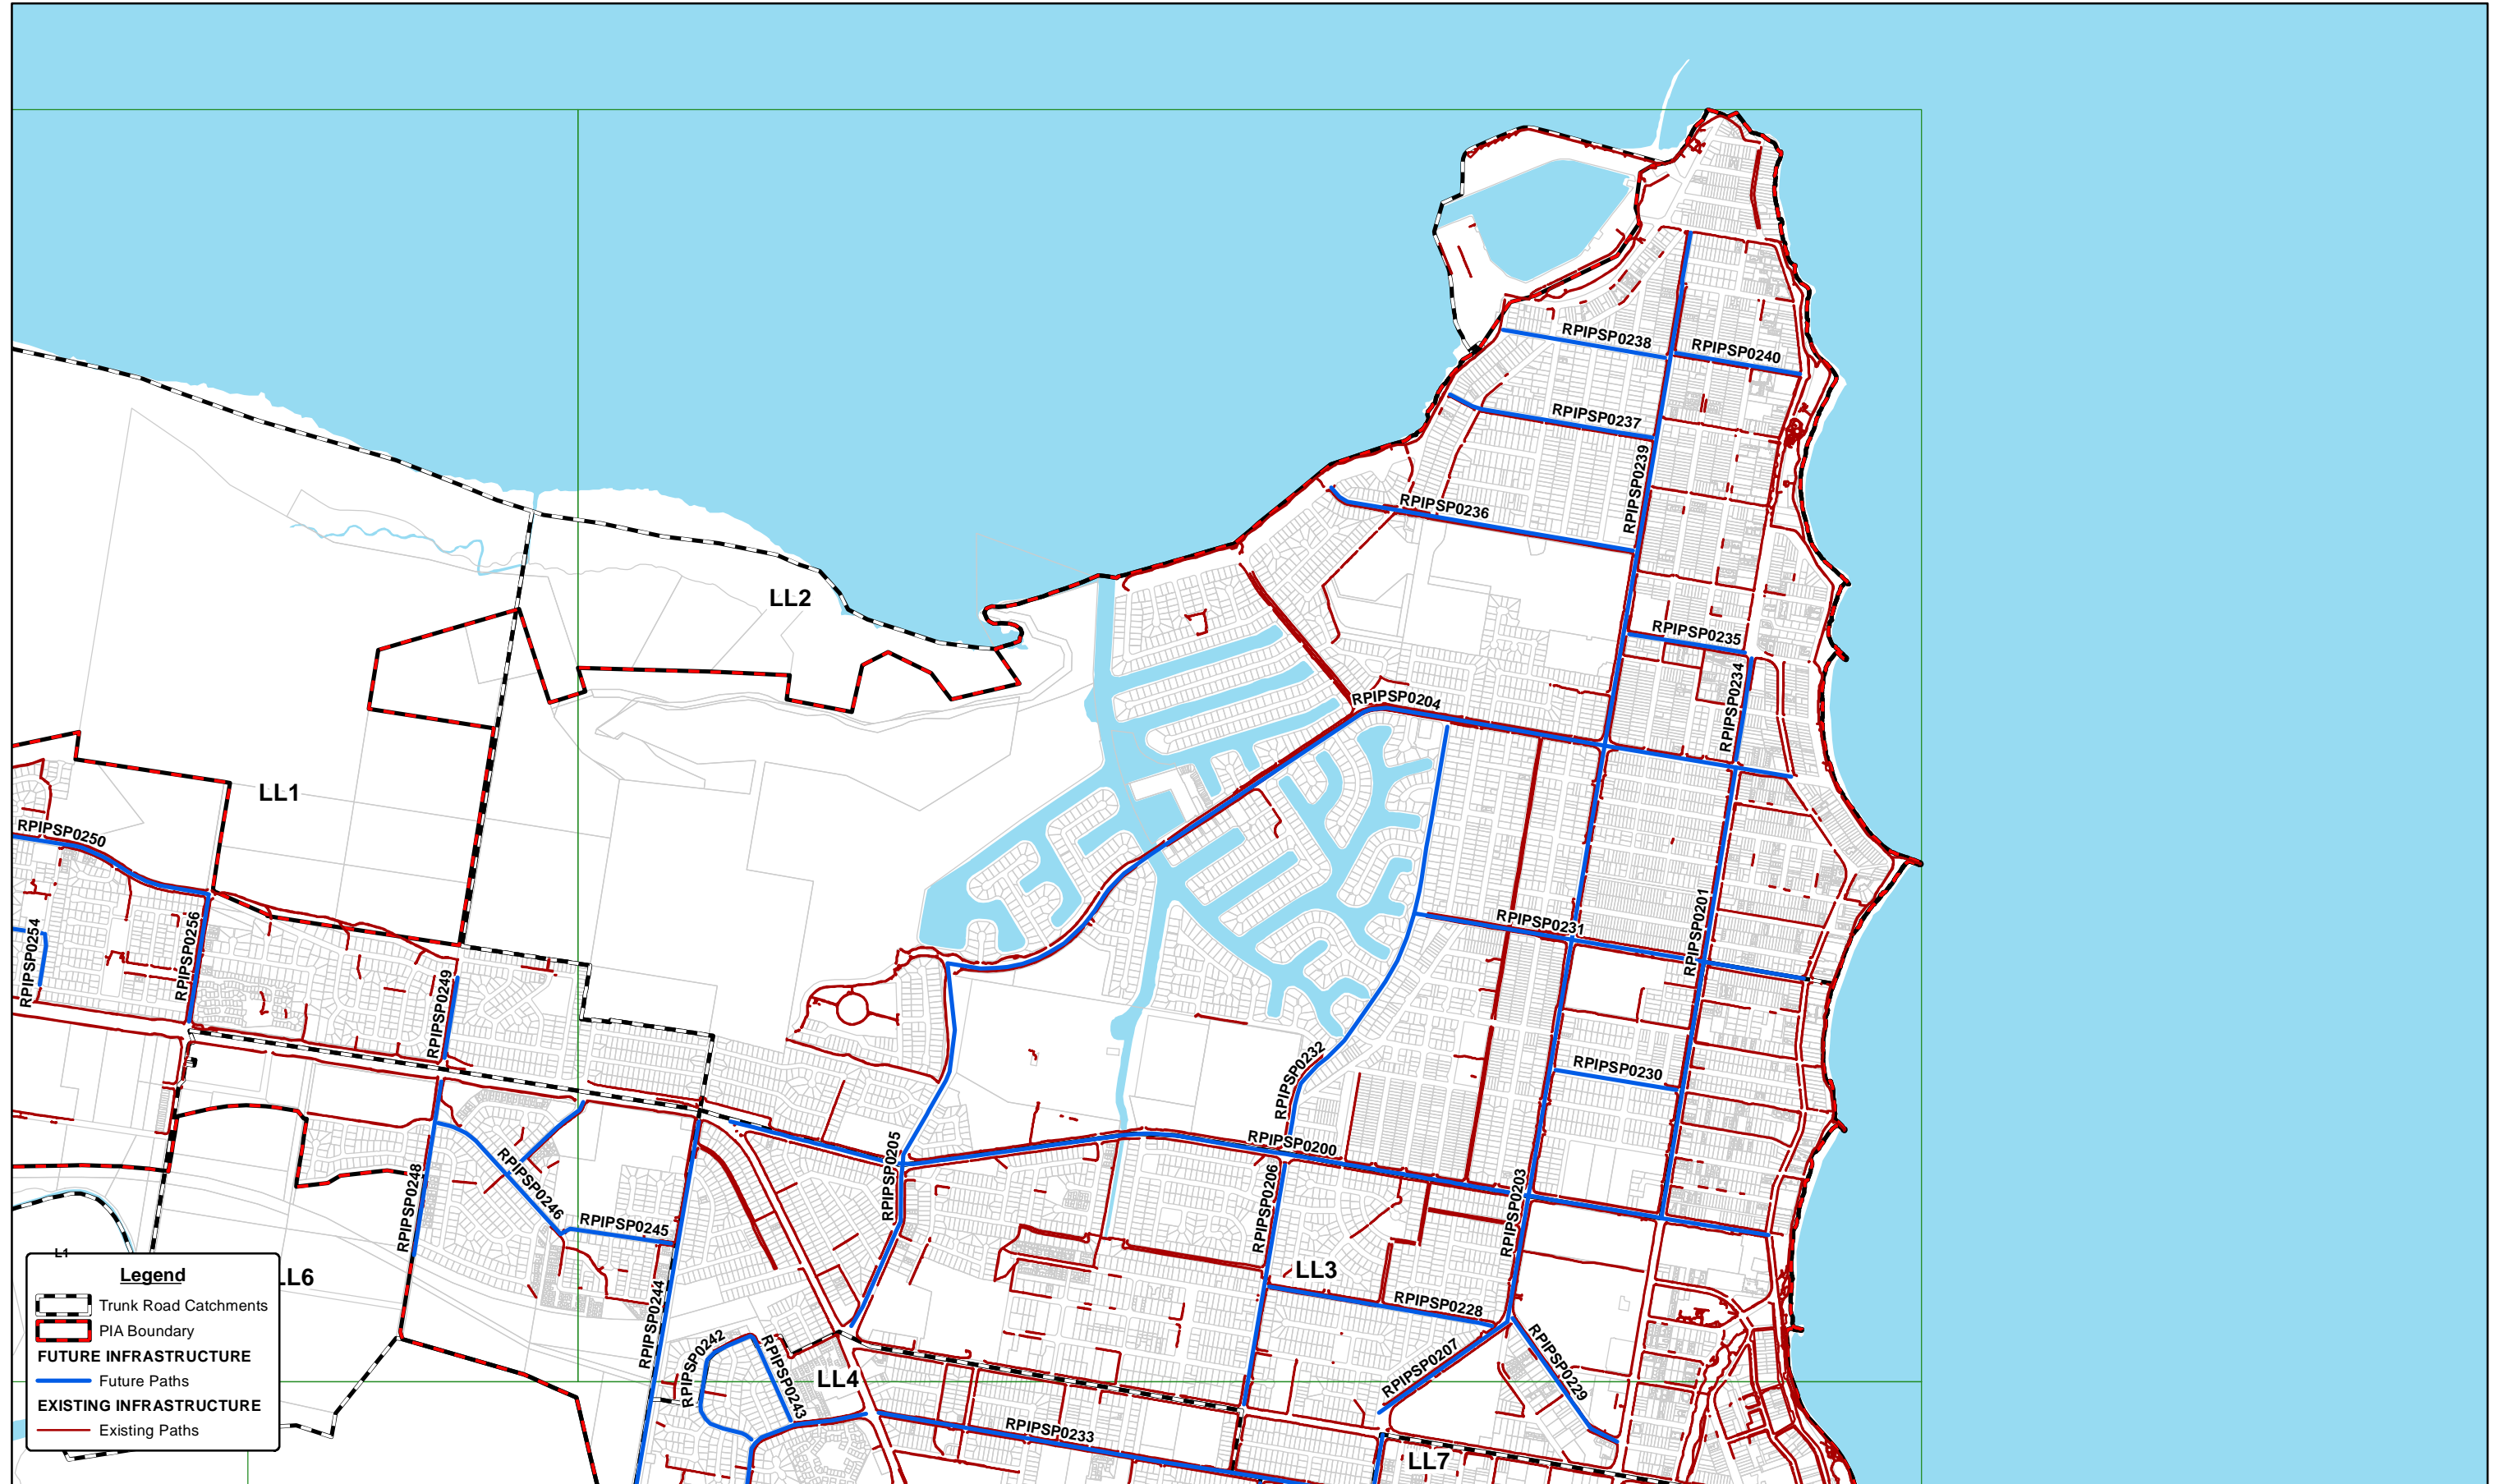 RPIPSP0238
RPIPSP0240
RPIPSP0237
RPIPSP0239
RPIPSP0236
LL2
RPIPSP0235
RPIPSP0234
RPIPSP0204
LL1
RPIPSP0250
RPIPSP0254
RPIPSP0256
RPIPSP0249
RPIPSP0231
RPIPSP0201
RPIPSP0232
RPIPSP0230
RPIPSP0200
RPIPSP0205
RPIPSP0206
RPIPSP0203
RPIPSP0248
RPIPSP0246
RPIPSP0245
RPIPSP0244
LL3
RPIPSP0228
RPIPSP0207
RPIPSP0229
RPIPSP0242
RPIPSP0243
LL4
RPIPSP0233
LL7
L1
LL6
Legend
Trunk Road Catchments
PIA Boundary
FUTURE INFRASTRUCTURE
Future Paths
EXISTING INFRASTRUCTURE
Existing Paths